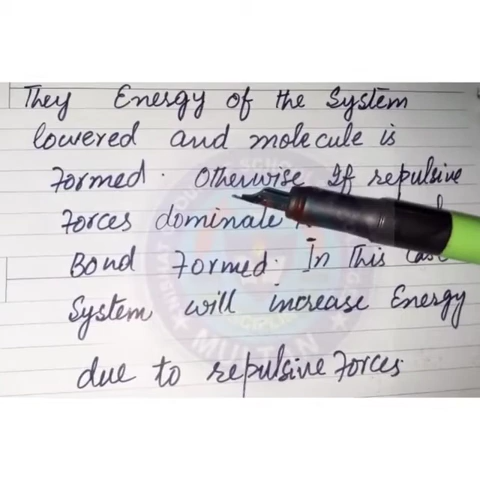 They Energy of the System
lowered and molecule is
Formed. Otherwise If repulsive
Forces dominate
Bond Formed. In This Case
System will increase Energy
due to repulsive Forces.